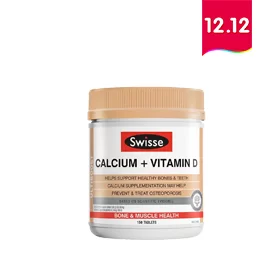 12.12
Swisse
CALCIUM + VITAMIN D
HELPS SUPPORT HEALTHY BONES & TEETH
CALCIUM SUPPLEMENTATION MAY HELP
PREVENT & TREAT OSTEOPOROSIS
BONE & MUSCLE HEALTH
150 TABLETS